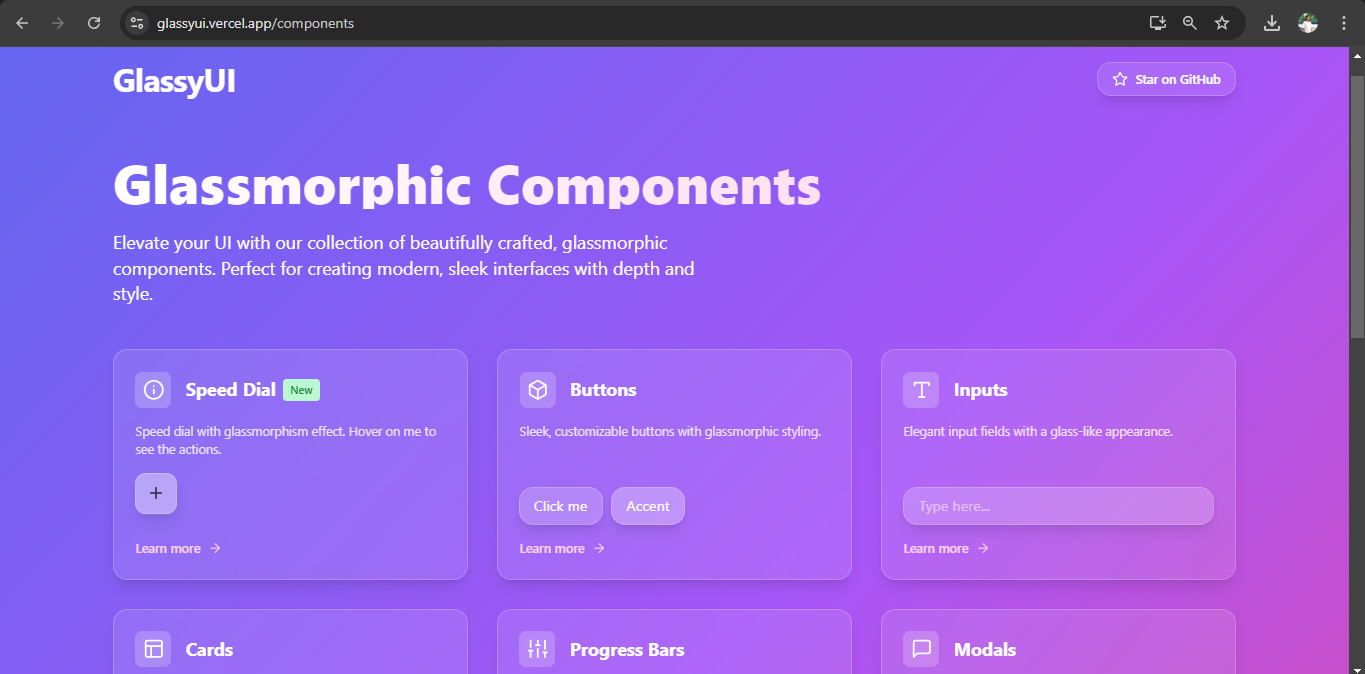 glassyui.vercel.app/components
GlassyUI
Star on GitHub
Glassmorphic Components
Elevate your UI with our collection of beautifully crafted, glassmorphic
components. Perfect for creating modern, sleek interfaces with depth and
style.
Speed Dial New
Speed dial with glassmorphism effect. Hover on me to
see the actions.
Learn more
Buttons
Sleek, customizable buttons with glassmorphic styling.
Click me
Accent
Learn more
Inputs
Elegant input fields with a glass-like appearance.
Type here...
Learn more
Cards
Progress Bars
Modals